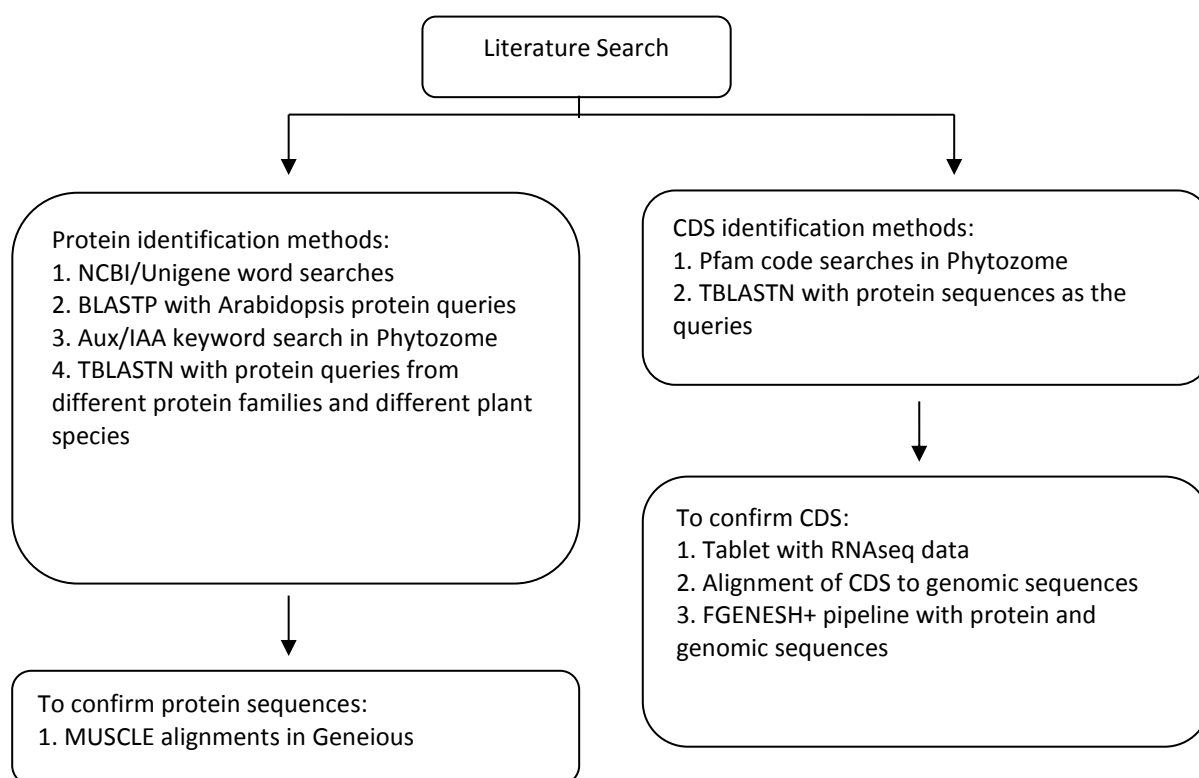 Literature Search
Protein identification methods:
1. NCBI/Unigene word searches
2. BLASTP with Arabidopsis protein queries
3. Aux/IAA keyword search in Phytozome
4. TBLASTN with protein queries from
different protein families and different plant
species
To confirm protein sequences:
1. MUSCLE alignments in Geneious
CDS identification methods:
1. Pfam code searches in Phytozome
2. TBLASTN with protein sequences as the
queries
To confirm CDS:
1. Tablet with RNAseq data
2. Alignment of CDS to genomic sequences
3. FGENESH+ pipeline with protein and
genomic sequences